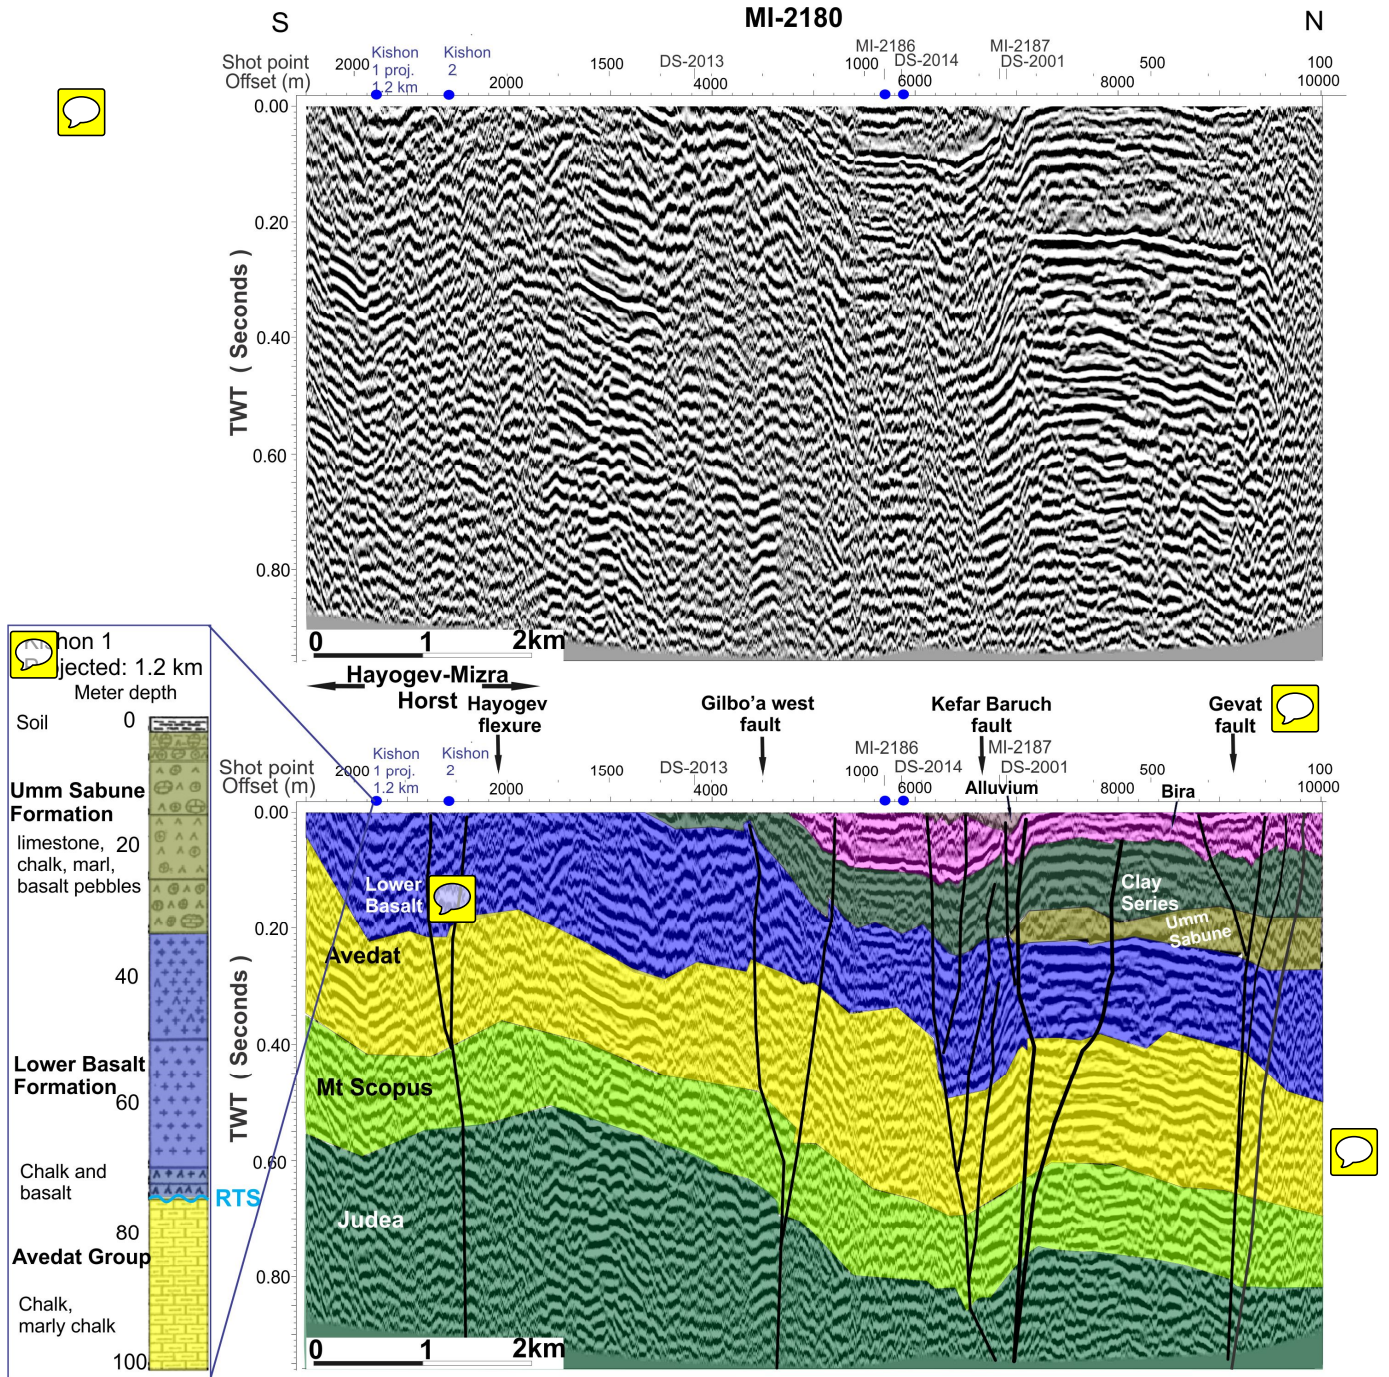 S
MI-2180
N
Shot point
Offset (m)
2000
Kishon
1 proj.
1.2 km
Kishon
2
2000
1500
DS-2013
4000
MI-2186
1000
DS-2014
6000
MI-2187
DS-2001
8000
500
100
10000
0.00
0.20
0.40
0.60
0.80
TWT ( Seconds )
0 1 2km
Hayogev-Mizra
Horst
Hayogev
flexure
Gilbo'a west
fault
Kefar Baruch
fault
Gevat
fault
Shot point
Offset (m)
2000
Kishon
1 proj.
1.2 km
Kishon
2
2000
1500
DS-2013
4000
MI-2186
1000
DS-2014
6000
MI-2187
DS-2001
Alluvium
8000
500
Bira
100
10000
0.00
0.20
0.40
0.60
0.80
TWT ( Seconds )
Lower
Basalt
Avedat
Mt Scopus
Judea
Clay
Series
Umm
Sabune
0 1 2km
hon 1
jected: 1.2 km
Meter depth
Soil
0
Umm Sabune
Formation
limestone,
chalk, marl,
basalt pebbles
20
40
Lower Basalt
Formation
60
Chalk and
basalt
RTS
80
Avedat Group
Chalk,
marly chalk
100